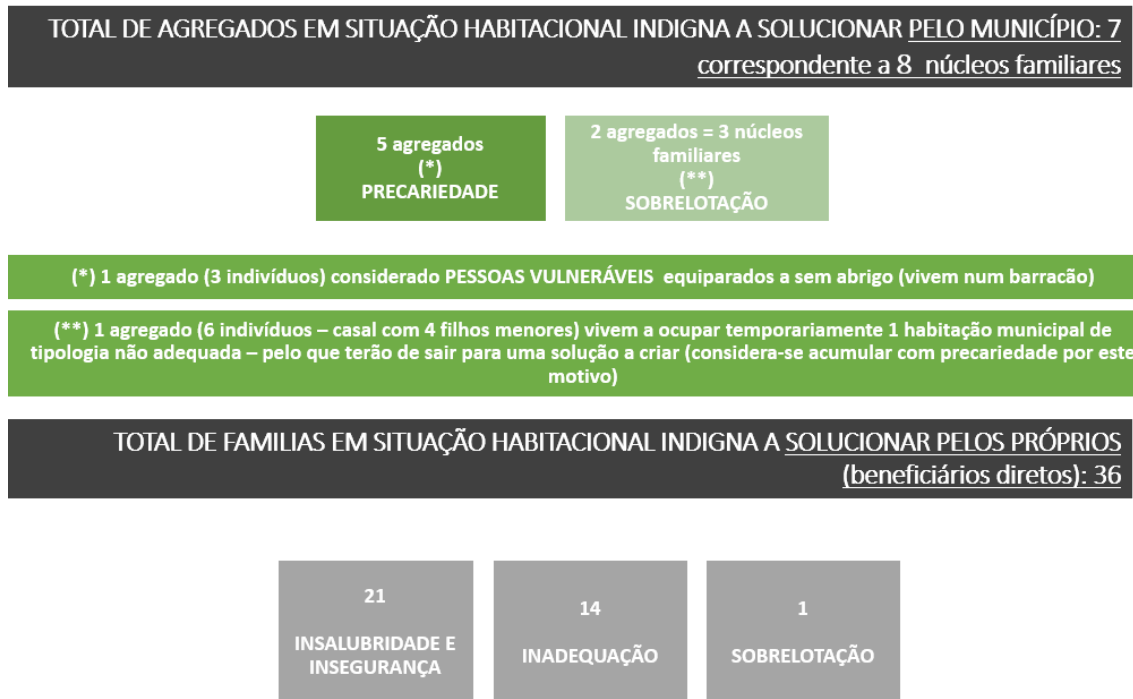 TOTAL DE AGREGADOS EM SITUAÇÃO HABITACIONAL INDIGNA A SOLUCIONAR PELO MUNICÍPIO: 7
correspondente a 8 núcleos familiares
5 agregados
(*)
PRECARIEDADE
2 agregados = 3 núcleos
familiares
(**)
SOBRELOTAÇÃO
(*) 1 agregado (3 indivíduos) considerado PESSOAS VULNERÁVEIS equiparados a sem abrigo (vivem num barracão)
(**) 1 agregado (6 indivíduos – casal com 4 filhos menores) vivem a ocupar temporariamente 1 habitação municipal de
tipologia não adequada – pelo que terão de sair para uma solução a criar (considera-se acumular com precariedade por este
motivo)
TOTAL DE FAMILIAS EM SITUAÇÃO HABITACIONAL INDIGNA A SOLUCIONAR PELOS PRÓPRIOS
(beneficiários diretos): 36
21
INSALUBRIDADE E
INSEGURANÇA
14
INADEQUAÇÃO
1
SOBRELOTAÇÃO